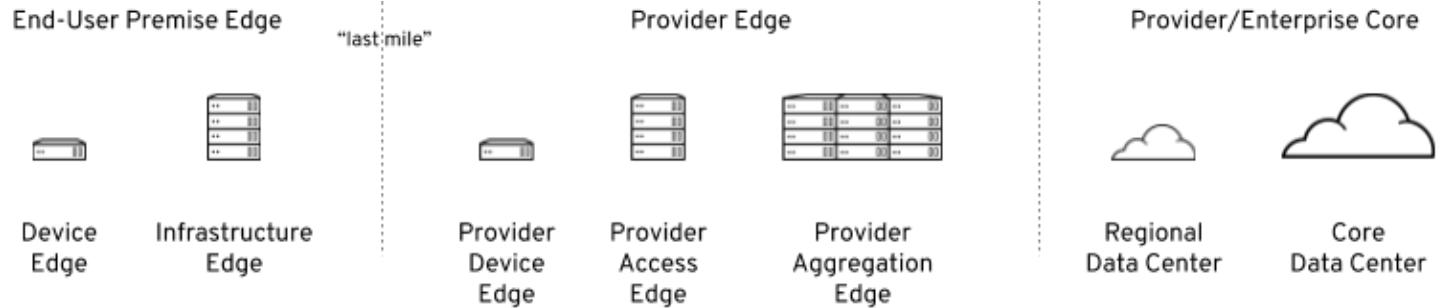 End-User Premise Edge
"last mile"
Provider Edge
Provider/Enterprise Core
Device
Edge
Infrastructure
Edge
Provider
Device
Edge
Provider
Access
Edge
Provider
Aggregation
Edge
Regional
Data Center
Core
Data Center